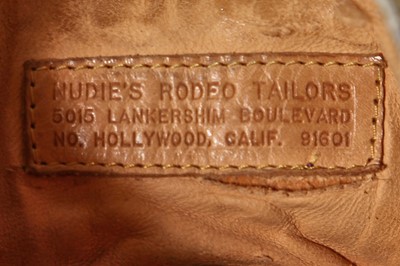 NUDIE'S RODEO TAILORS
5015 LANKERSHIM BOULEVARD
NO. HOLLYWOOD, CALIF. 91601